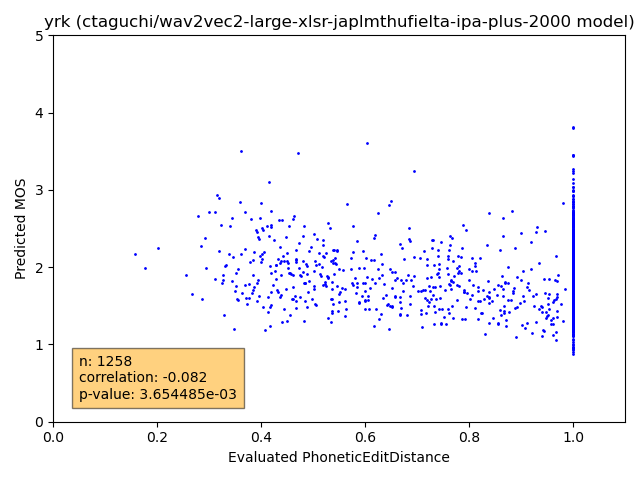 yrk (ctaguchi/wav2vec2-large-xlsr-japlmthufielta-ipa-plus-2000 model)
5
4
3
2
1
0
Predicted MOS
n: 1258
correlation: -0.082
p-value: 3.654485e-03
0.0 0.2 0.4 0.6 0.8 1.0
Evaluated PhoneticEditDistance